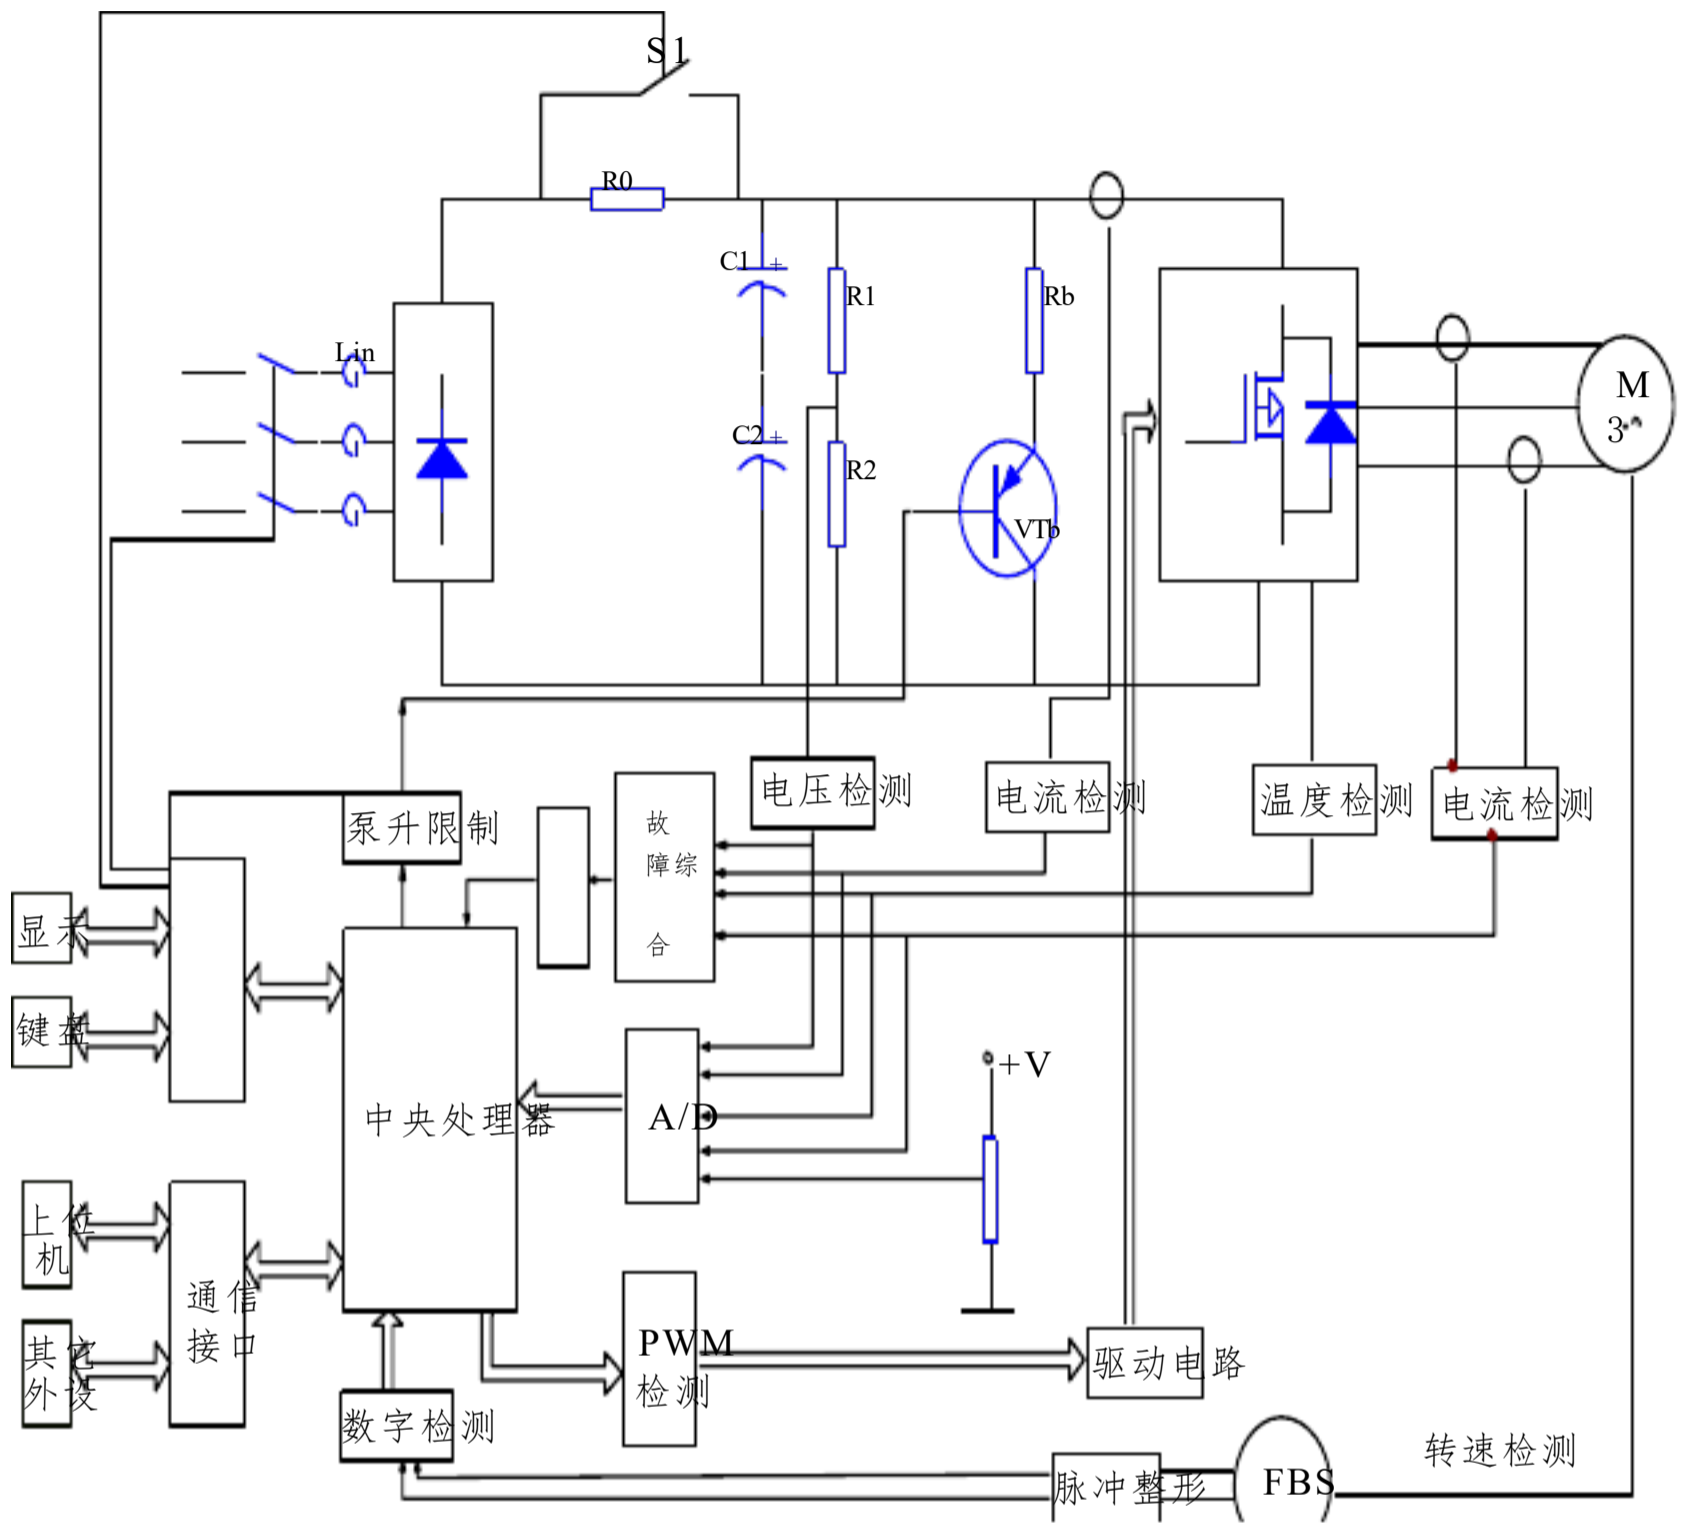 S1
R0
C1 +
R1
Rb
Lin
M
3~
C2 +
R2
VTb
电压检测
电流检测
温度检测
电流检测
泵升限制
故
障综
合
显示
键盘
中央处理器
A/D
+V
上位
机
通信
接口
其它
外设
PWM
检测
驱动电路
数字检测
转速检测
脉冲整形
FBS